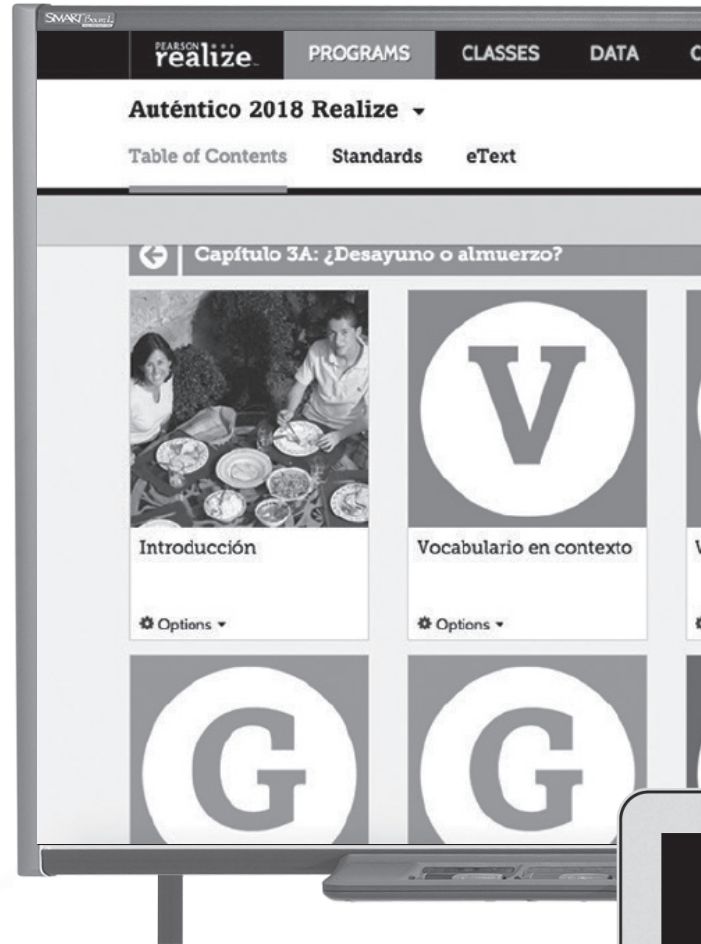 SMART Board
PEARSON
realize
PROGRAMS
CLASSES
DATA
C
Auténtico 2018 Realize
Table of Contents
Standards
eText
Capítulo 3A: ¿Desayuno o almuerzo?
V
Introducción
Vocabulario en contexto
V
Options
Options
G
G